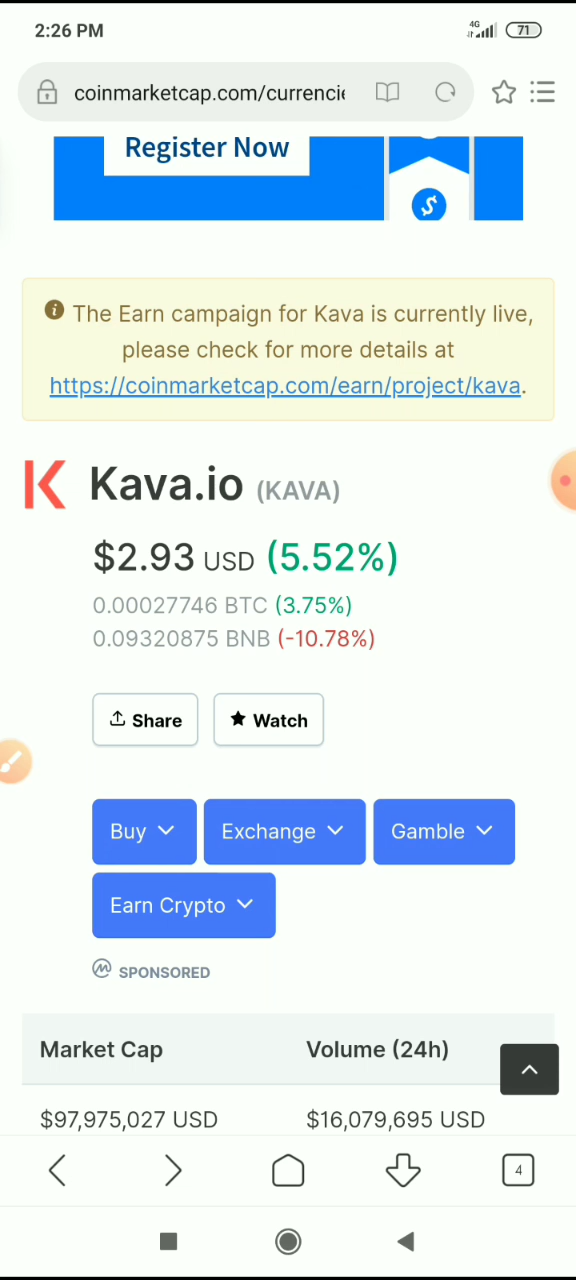 2:26 PM
4G
71
coinmarketcap.com/currencie
Register Now
$
The Earn campaign for Kava is currently live,
please check for more details at
https://coinmarketcap.com/earn/project/kava.
Kava.io (KAVA)
$2.93 USD (5.52%)
0.00027746 BTC (3.75%)
0.09320875 BNB (-10.78%)
Share
Watch
Buy
Exchange
Gamble
Earn Crypto
SPONSORED
Market Cap
Volume (24h)
$97,975,027 USD
$16,079,695 USD
4